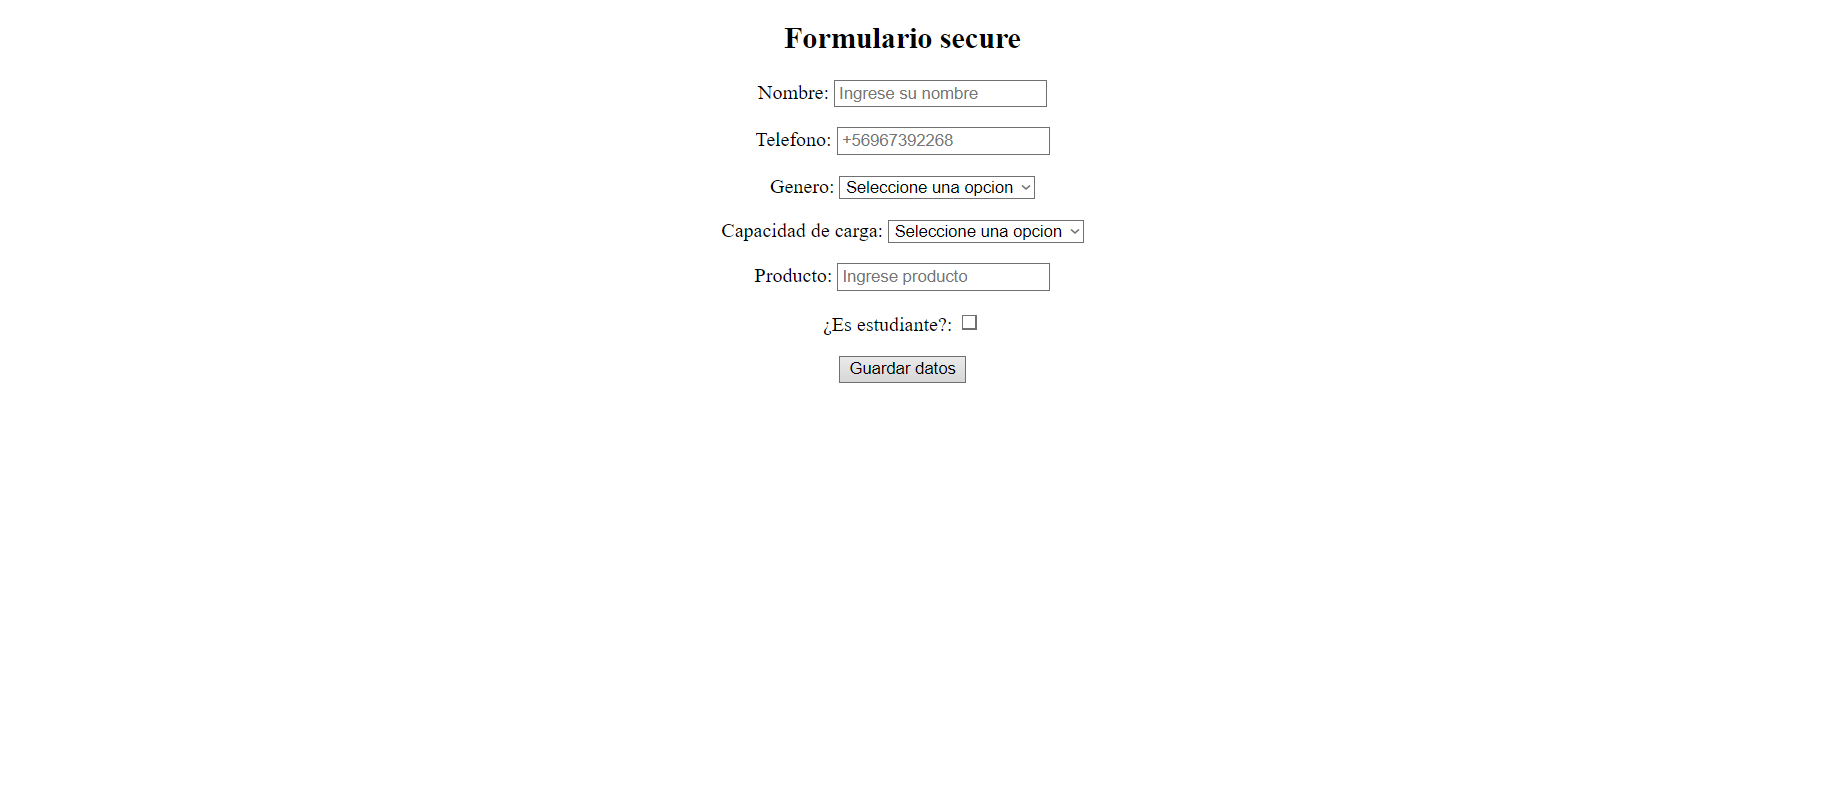 Formulario secure
Nombre: Ingrese su nombre
Telefono: +56967392268
Genero: Seleccione una opcion
Capacidad de carga: Seleccione una opcion
Producto: Ingrese producto
¿Es estudiante?:
Guardar datos